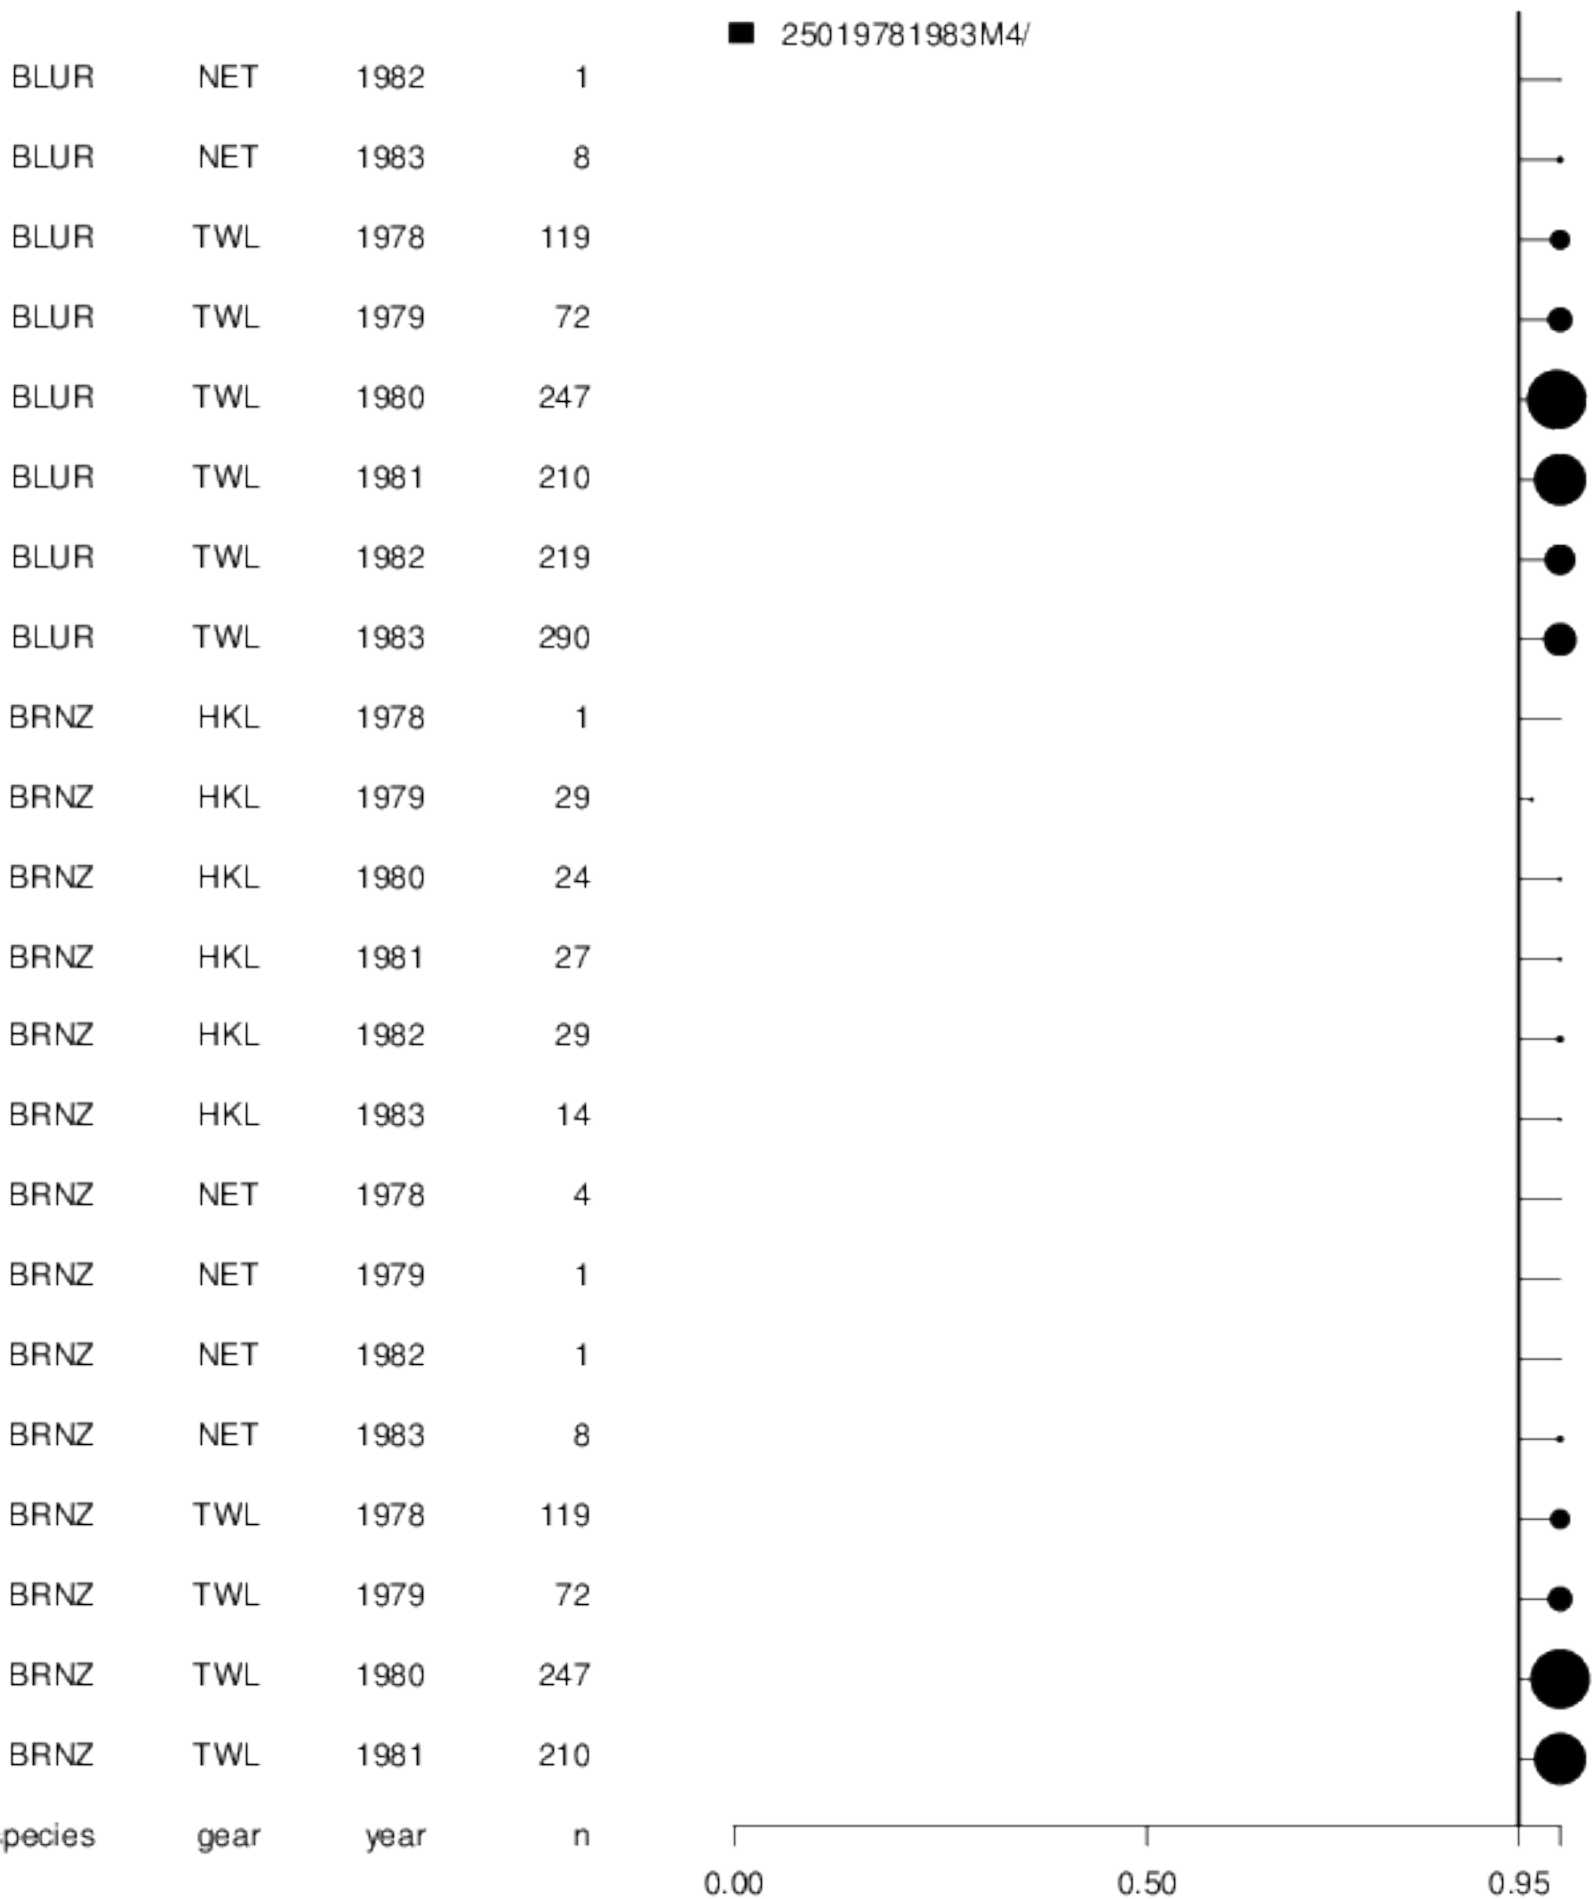 25019781983M4/
BLUR NET 1982 1
BLUR NET 1983 8
BLUR TWL 1978 119
BLUR TWL 1979 72
BLUR TWL 1980 247
BLUR TWL 1981 210
BLUR TWL 1982 219
BLUR TWL 1983 290
BRNZ HKL 1978 1
BRNZ HKL 1979 29
BRNZ HKL 1980 24
BRNZ HKL 1981 27
BRNZ HKL 1982 29
BRNZ HKL 1983 14
BRNZ NET 1978 4
BRNZ NET 1979 1
BRNZ NET 1982 1
BRNZ NET 1983 8
BRNZ TWL 1978 119
BRNZ TWL 1979 72
BRNZ TWL 1980 247
BRNZ TWL 1981 210
pecies gear year n
0.00 0.50 0.95